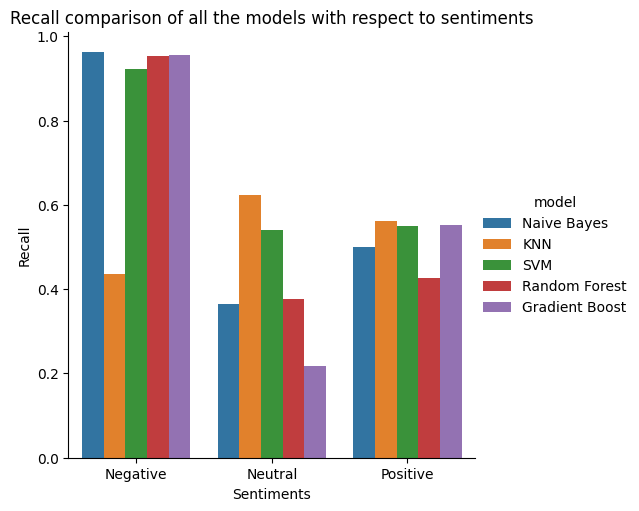 Recall comparison of all the models with respect to sentiments
1.0
0.8
0.6
0.4
0.2
0.0
Recall
Negative
Neutral
Positive
Sentiments
model
Naive Bayes
KNN
SVM
Random Forest
Gradient Boost